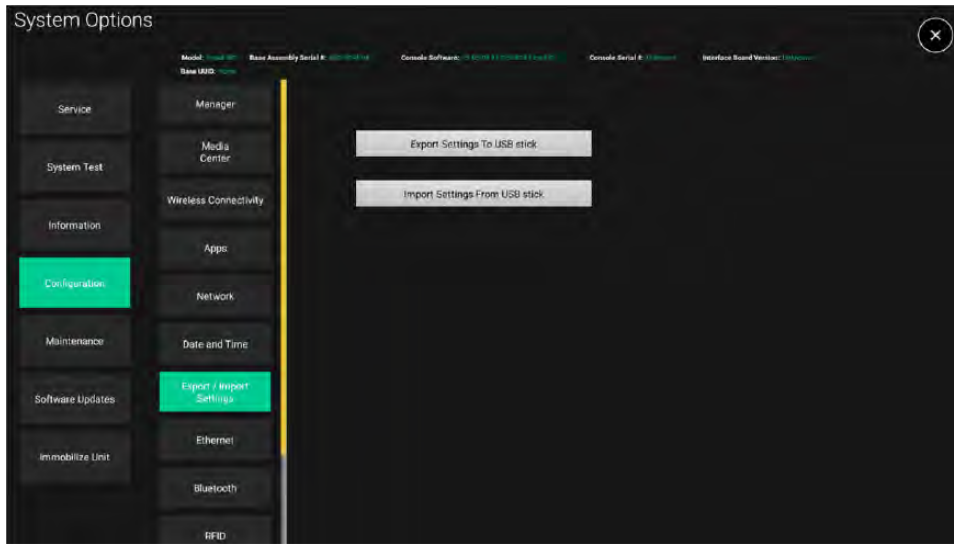 System Options
Model: Base Assembly Serial #: Console Software: Console Serial #: Interface Board Version:
Base UUID:
Service
System Test
Information
Configuration
Maintenance
Software Updates
Immobilize Unit
Manager
Media
Center
Wireless Connectivity
Apps
Network
Date and Time
Export / Import
Settings
Ethernet
Bluetooth
RFID
Export Settings To USB stick
Import Settings From USB stick